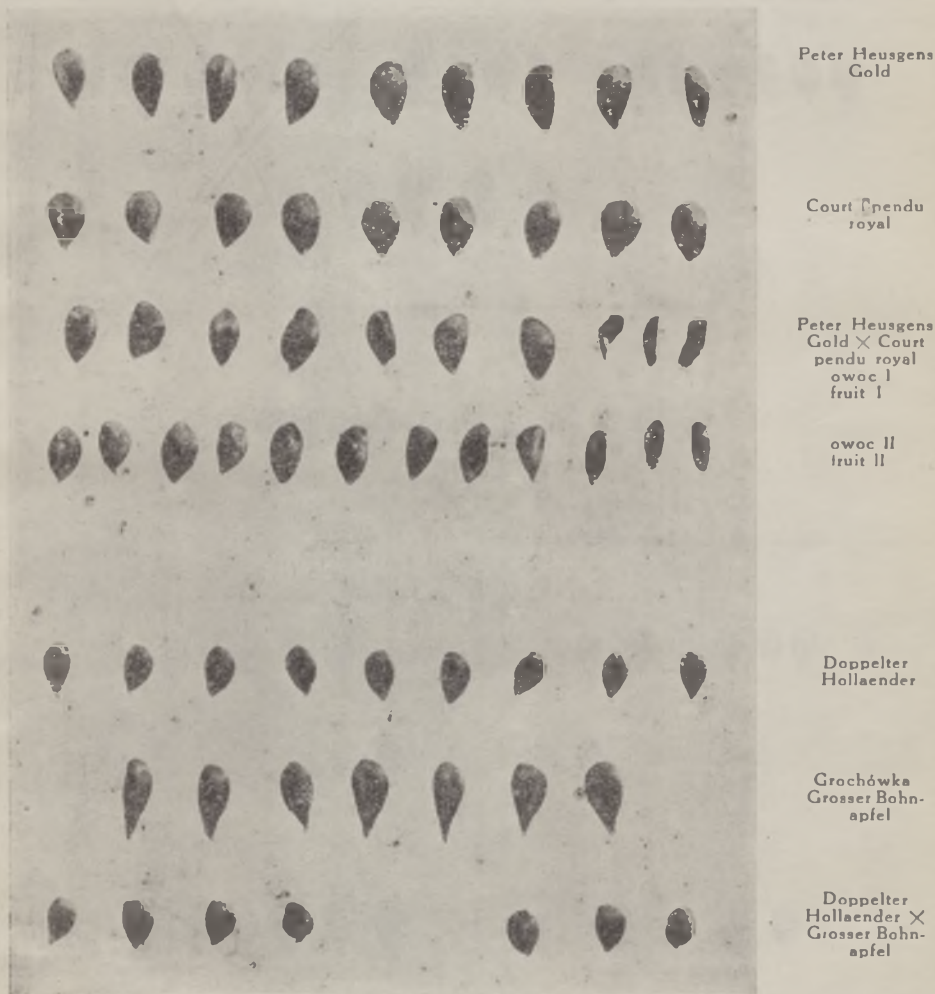 Peter Heusgens
Gold
Court pendu
royal
Peter Heusgens
Gold × Court
pendu royal
owoc I
fruit I
owoc II
fruit II
Doppelter
Hollaender
Grochówka
Grosser Bohn-
apfel
Doppelter
Hollaender ×
Grosser Bohn-
apfel